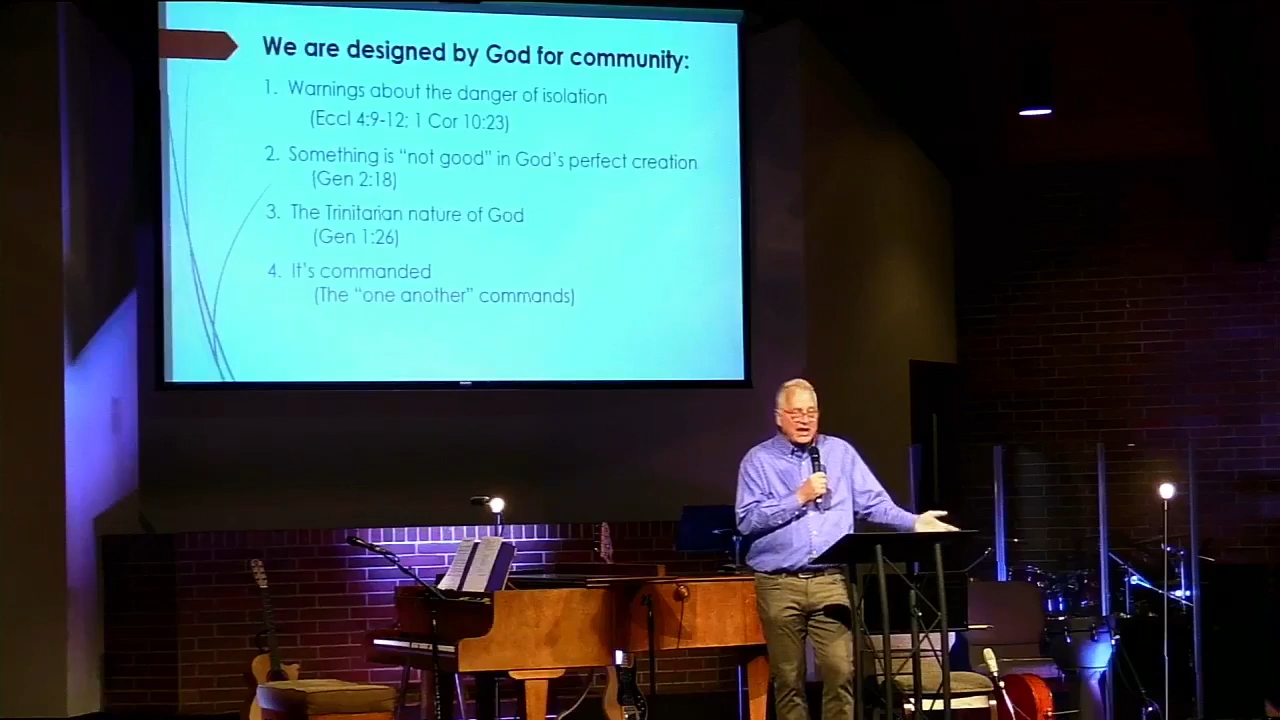 We are designed by God for community:
1. Warnings about the danger of isolation
(Eccl 4:9-12; 1 Cor 10:23)
2. Something is “not good” in God’s perfect creation
(Gen 2:18)
3. The Trinitarian nature of God
(Gen 1:26)
4. It’s commanded
(The “one another” commands)